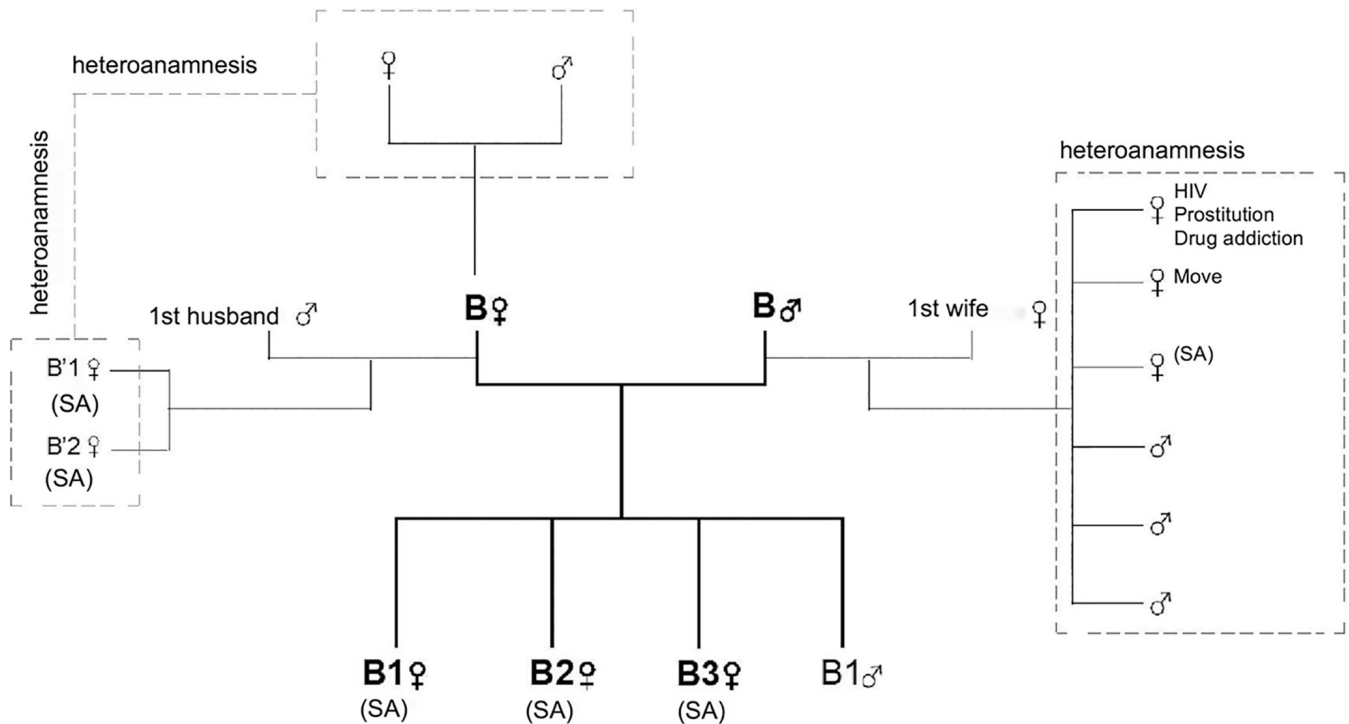 heteroanamnesis
♀ ♂
heteroanamnesis
heteroanamnesis
♀ HIV
Prostitution
Drug addiction
♀ Move
♀ (SA)
♂
♂
♂
1st husband ♂
B♀
B♂
1st wife ♀
B'1 ♀
(SA)
B'2 ♀
(SA)
B1♀ B2♀ B3♀ B1♂
(SA) (SA) (SA)